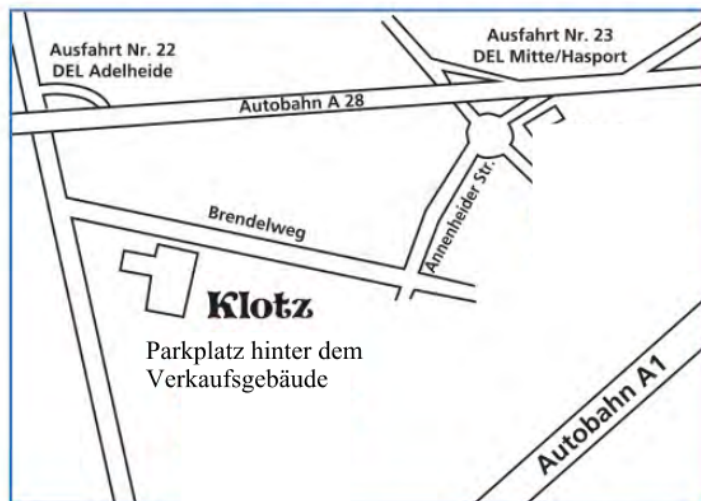 Ausfahrt Nr. 22
DEL Adelheide
Ausfahrt Nr. 23
DEL Mitte/Hasport
Autobahn A 28
Annenheider Str.
Brendelweg
Klotz
Parkplatz hinter dem
Verkaufsgebäude
Autobahn A1